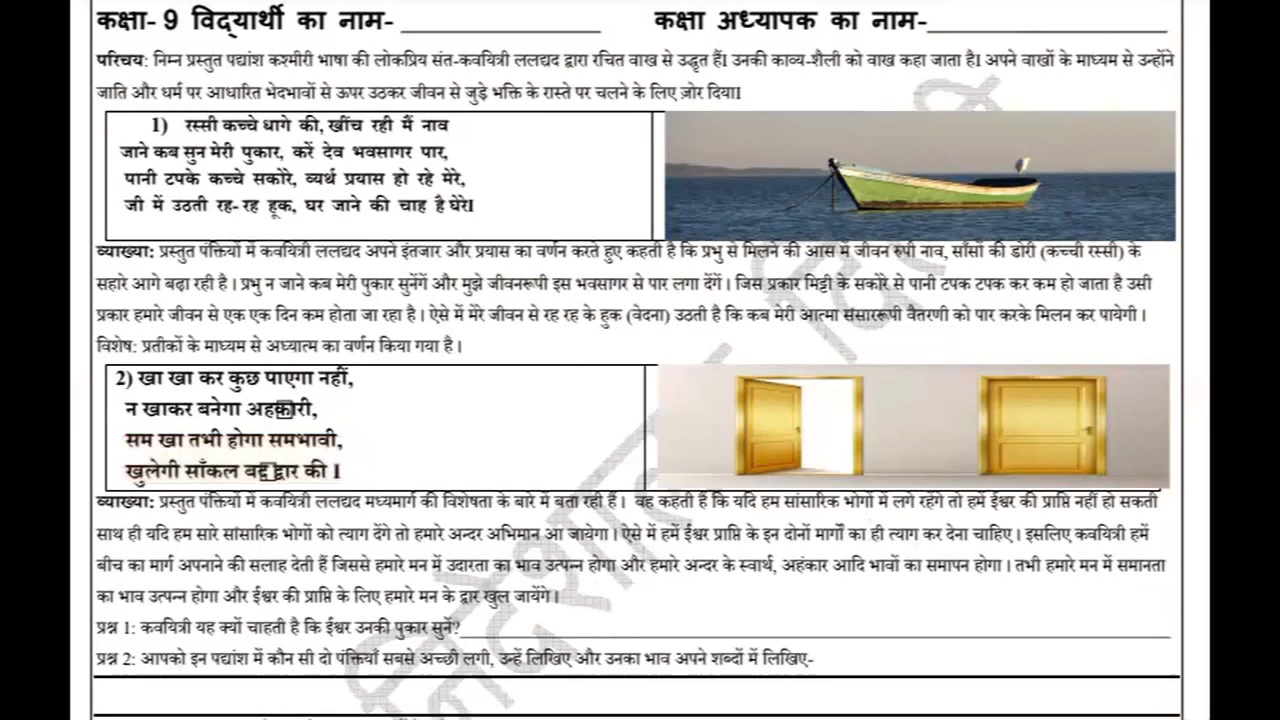 कक्षा- 9 विद्यार्थी का नाम- ____________ कक्षा अध्यापक का नाम-____________
परिचय: निम्न प्रस्तुत पद्यांश कश्मीरी भाषा की लोकप्रिय संत-कवयित्री ललद्यद द्वारा रचित वाख से उद्धृत हैं। उनकी काव्य-शैली को वाख कहा जाता है। अपने वाखों के माध्यम से उन्होंने
जाति और धर्म पर आधारित भेदभावों से ऊपर उठकर जीवन से जुड़े भक्ति के रास्ते पर चलने के लिए ज़ोर दिया।
1) रस्सी कच्चे धागे की, खींच रही मैं नाव
जाने कब सुन मेरी पुकार, करें देव भवसागर पार,
पानी टपके कच्चे सकोरे, व्यर्थ प्रयास हो रहे मेरे,
जी में उठती रह-रह हूक, घर जाने की चाह है घेरे।
व्याख्या: प्रस्तुत पंक्तियों में कवयित्री ललद्यद अपने इंतजार और प्रयास का वर्णन करते हुए कहती है कि प्रभु से मिलने की आस में जीवन रुपी नाव, साँसों की डोरी (कच्ची रस्सी) के
सहारे आगे बढ़ा रही है । प्रभु न जाने कब मेरी पुकार सुनेंगें और मुझे जीवनरूपी इस भवसागर से पार लगा देंगें । जिस प्रकार मिट्टी के सकोरे से पानी टपक टपक कर कम हो जाता है उसी
प्रकार हमारे जीवन से एक एक दिन कम होता जा रहा है । ऐसे में मेरे जीवन से रह रह के हुक (वेदना) उठती है कि कब मेरी आत्मा संसाररूपी वैतरणी को पार करके मिलन कर पायेगी ।
विशेष: प्रतीकों के माध्यम से अध्यात्म का वर्णन किया गया है ।
2) खा खा कर कुछ पाएगा नहीं,
न खाकर बनेगा
सम खा तभी होगा समभावी,
खुलेगी साँकल द्वार की ।
व्याख्या: प्रस्तुत पंक्तियों में कवयित्री ललद्यद मध्यमार्ग की विशेषता के बारे में बता रही हैं । वह कहती हैं कि यदि हम सांसारिक भोगों में लगे रहेंगे तो हमें ईश्वर की प्राप्ति नहीं हो सकती
साथ ही यदि हम सारे सांसारिक भोगों को त्याग देंगे तो हमारे अन्दर अभिमान आ जायेगा । ऐसे में हमें ईश्वर प्राप्ति के इन दोनों मार्गों का ही त्याग कर देना चाहिए । इसलिए कवयित्री हमें
बीच का मार्ग अपनाने की सलाह देती हैं जिससे हमारे मन में उदारता का भाव उत्पन्न होगा और हमारे अन्दर के स्वार्थ, अहंकार आदि भावों का समापन होगा । तभी हमारे मन में समानता
का भाव उत्पन्न होगा और ईश्वर की प्राप्ति के लिए हमारे मन के द्वार खुल जायेंगे ।
प्रश्न 1: कवयित्री यह क्यों चाहती है कि ईश्वर उनकी पुकार सुनें?____________
प्रश्न 2: आपको इन पद्यांश में कौन सी दो पंक्तियाँ सबसे अच्छी लगी, उन्हें लिखिए और उनका भाव अपने शब्दों में लिखिए-